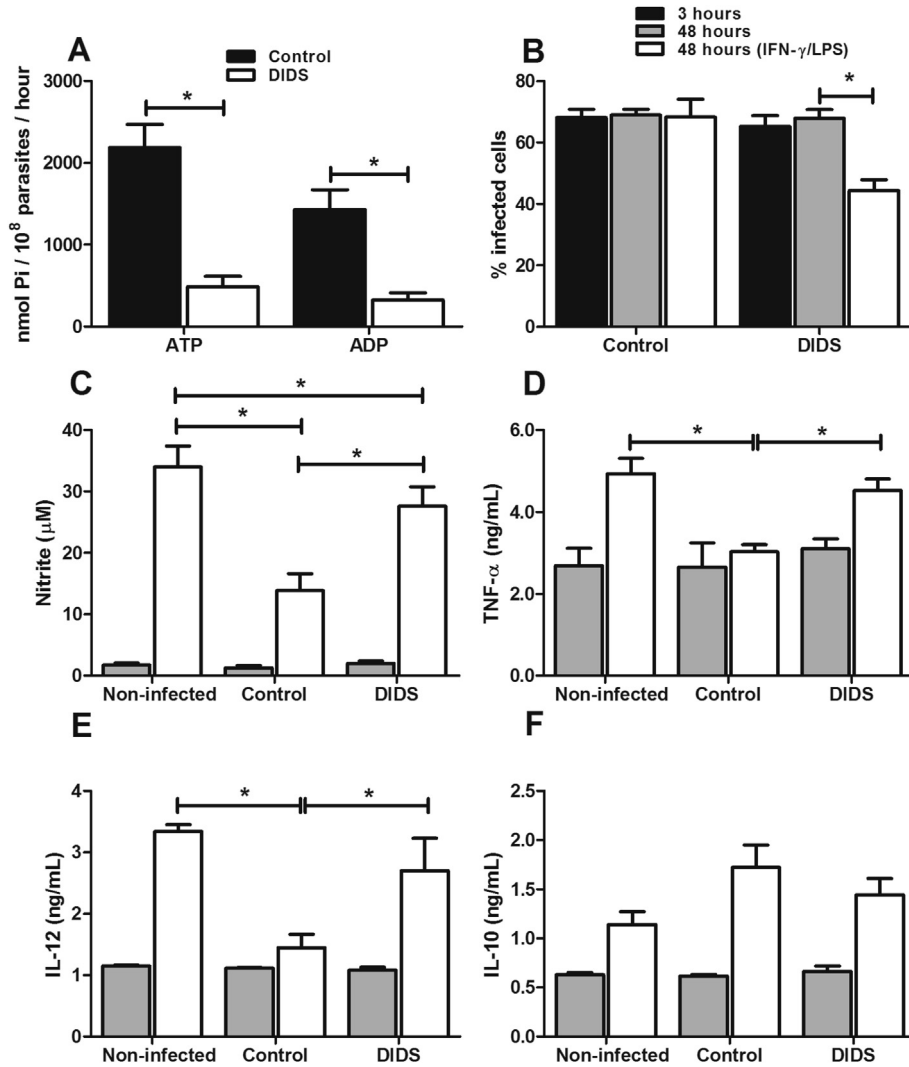 A
Control
DIDS
nmol Pi / 10⁸ parasites / hour
3000
2000
1000
0
*
*
ATP
ADP
3 hours
48 hours
48 hours (IFN-γ/LPS)
B
% infected cells
80
60
40
20
0
*
Control
DIDS
C
Nitrite (μM)
40
30
20
10
0
*
*
*
Non-infected
Control
DIDS
D
TNF-α (ng/mL)
6.0
4.0
2.0
0.0
*
*
Non-infected
Control
DIDS
E
IL-12 (ng/mL)
4
3
2
1
0
*
*
Non-infected
Control
DIDS
F
IL-10 (ng/mL)
2.5
2.0
1.5
1.0
0.5
0.0
Non-infected
Control
DIDS